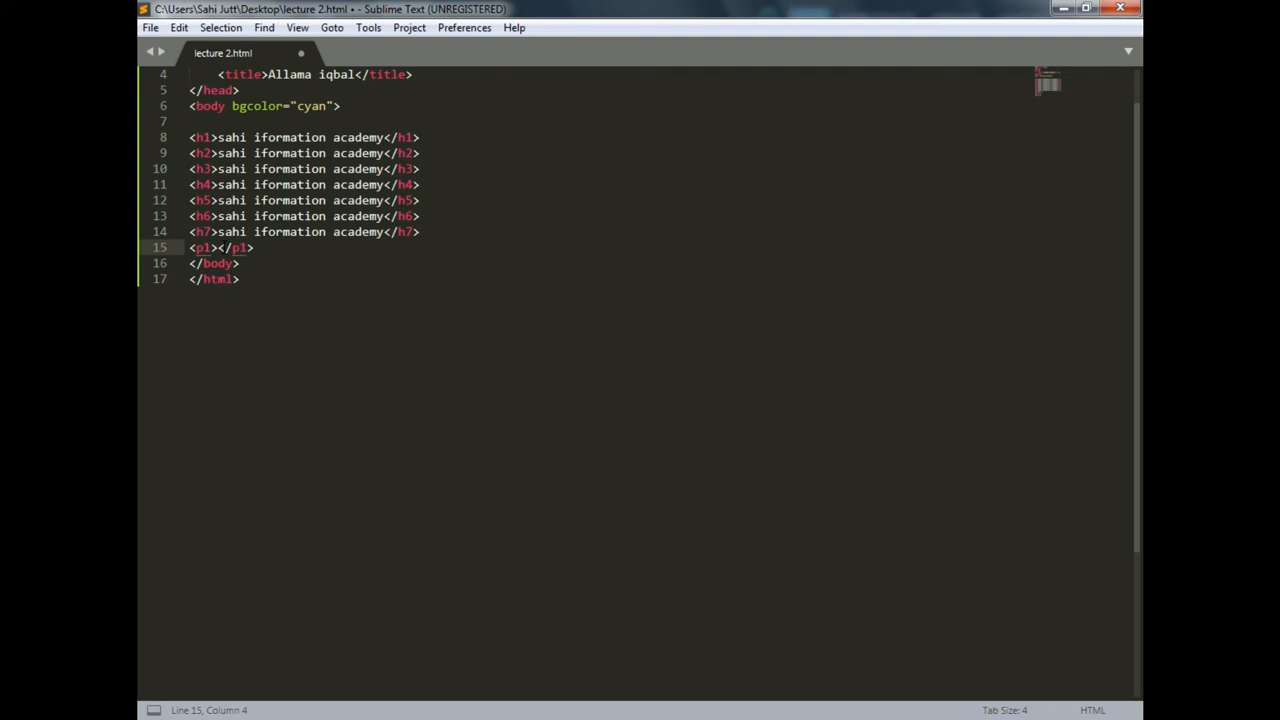 C:\Users\Sahi Jutt\Desktop\lecture 2.html • - Sublime Text (UNREGISTERED)
File Edit Selection Find View Goto Tools Project Preferences Help
lecture 2.html
4 <title>Allama iqbal</title>
5 </head>
6 <body bgcolor="cyan">
7
8 <h1>sahi iformation academy</h1>
9 <h2>sahi iformation academy</h2>
10 <h3>sahi iformation academy</h3>
11 <h4>sahi iformation academy</h4>
12 <h5>sahi iformation academy</h5>
13 <h6>sahi iformation academy</h6>
14 <h7>sahi iformation academy</h7>
15 <p1></p1>
16 </body>
17 </html>
Line 15, Column 4 Tab Size: 4 HTML